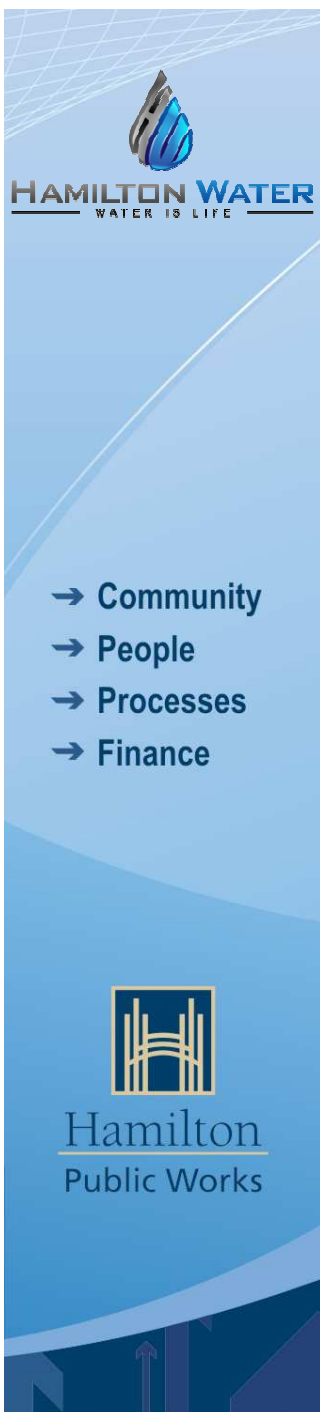 HAMILTON WATER
WATER IS LIFE
→ Community
→ People
→ Processes
→ Finance
Hamilton
Public Works